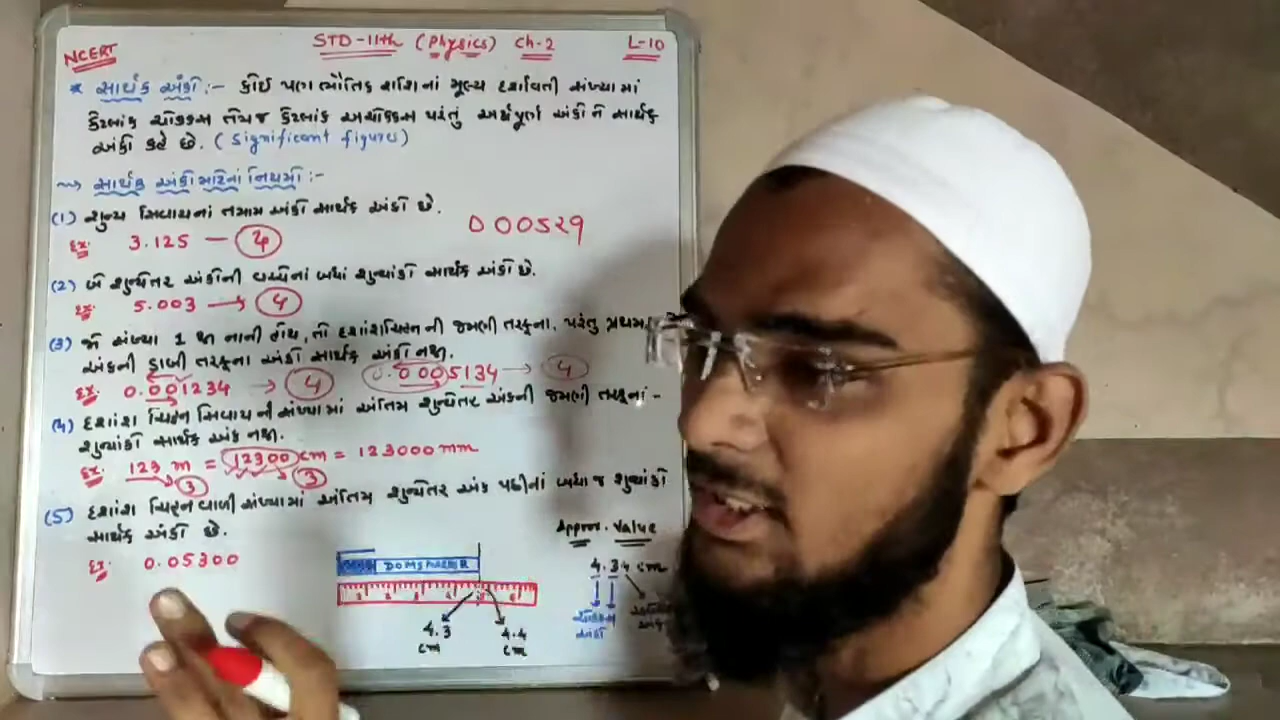 NCERT
STD-11th (Physics) Ch-2 L-10
* સાર્થક અંકો :- કોઈ પણ ભૌતિક રાશિનાં મૂલ્ય દર્શાવતી સંખ્યામાં
કેટલાંક ચોક્કસ તેમજ કેટલાંક અચોક્કસ પરંતુ અર્થપૂર્ણ અંકોને સાર્થક
અંકો કહે છે. (Significant figure)
સાર્થક અંકો માટેનાં નિયમો :-
(1) શુન્ય સિવાયનાં તમામ અંકો સાર્થક અંકો છે.
Ex: 3.125 — 4
0 00529
(2) બે શુન્યેતર અંકોની વચ્ચેનાં બધાં શુન્યાંકો સાર્થક અંકો છે.
Ex: 5.003 → 4
(3) જો સંખ્યા 1 થી નાની હોય, તો દશાંશચિહ્નની જમણી તરફના, પરંતુ પ્રથમ
અંકની ડાબી તરફના અંકો સાર્થક અંકો નથી.
Ex: 0.001234 → 4 0.0005134 → 4
(4) દશાંશ ચિહ્ન સિવાયની સંખ્યામાં અંતિમ શુન્યેતર અંકની જમણી તરફનાં -
શુન્યાંકો સાર્થક અંક નથી.
Ex: 123 m = 12300 cm = 123000 mm
3 3
(5) દશાંશ ચિહ્નવાળી સંખ્યામાં અંતિમ શુન્યેતર અંક પછીનાં બધા જ શુન્યાંકો
સાર્થક અંકો છે.
Ex: 0.05300
DOMS
Approx. Value
4.34 cm
ચોક્કસ
અંકો
4.3
cm
4.4
cm